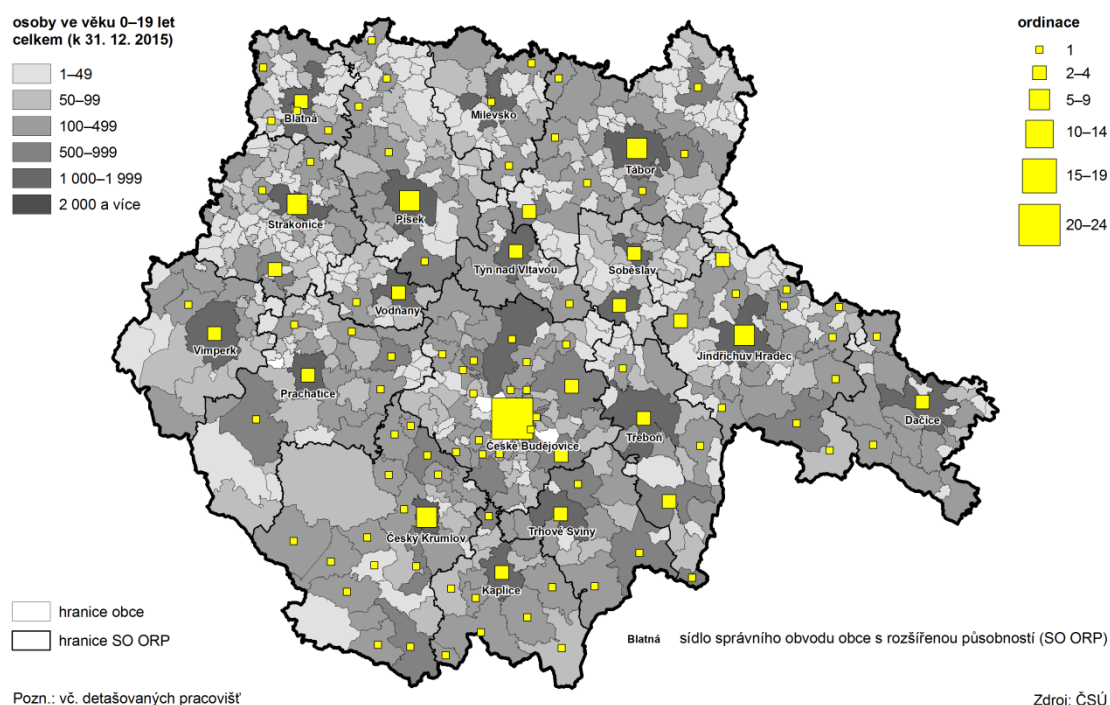 osoby ve věku 0–19 let
celkem (k 31. 12. 2015)
1–49
50–99
100–499
500–999
1 000–1 999
2 000 a více
ordinace
1
2–4
5–9
10–14
15–19
20–24
Blatná
Milevsko
Tábor
Strakonice
Písek
Týn nad Vltavou
Soběslav
Vodňany
Vimperk
Jindřichův Hradec
Prachatice
Dačice
České Budějovice
Třeboň
Český Krumlov
Trhové Sviny
Kaplice
hranice obce
hranice SO ORP
Blatná sídlo správního obvodu obce s rozšířenou působností (SO ORP)
Pozn.: vč. detašovaných pracovišť
Zdroj: ČSÚ